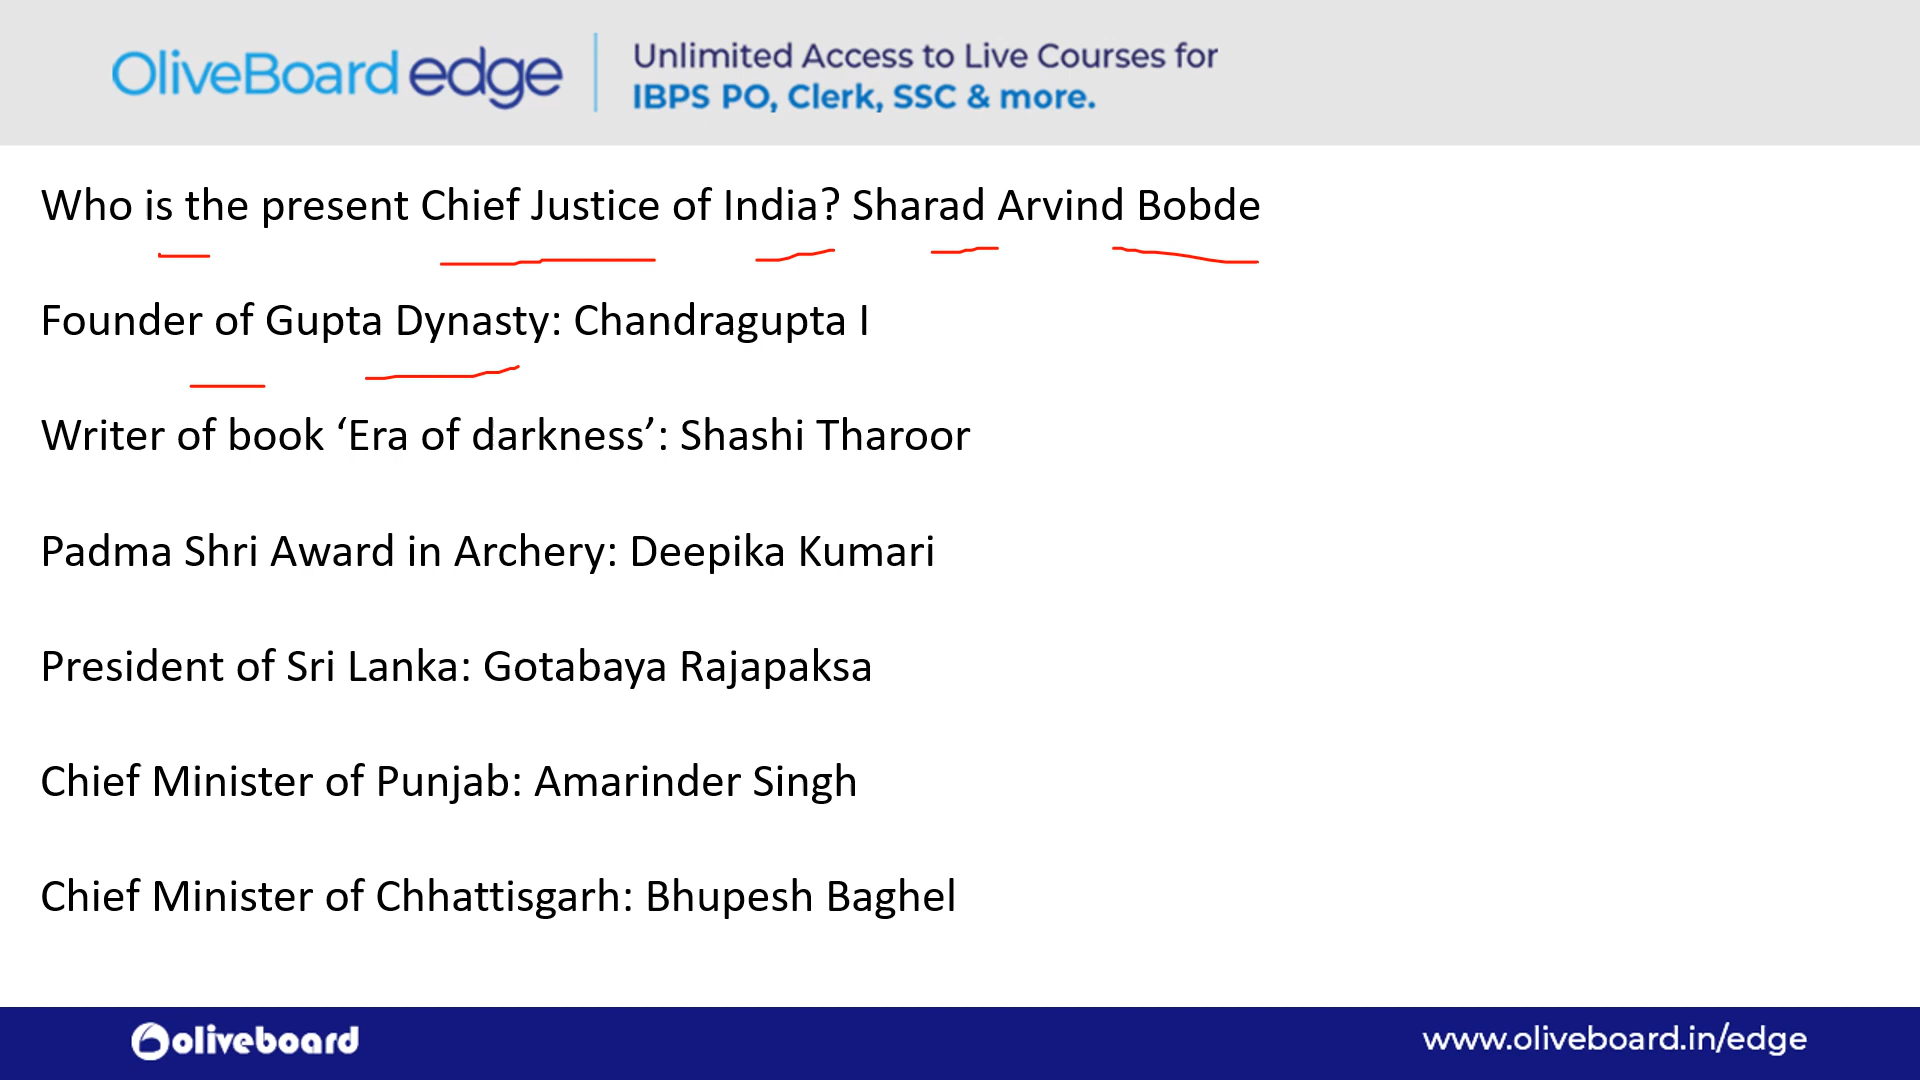 OliveBoard edge
Unlimited Access to Live Courses for
IBPS PO, Clerk, SSC & more.
Who is the present Chief Justice of India? Sharad Arvind Bobde
Founder of Gupta Dynasty: Chandragupta I
Writer of book ‘Era of darkness’: Shashi Tharoor
Padma Shri Award in Archery: Deepika Kumari
President of Sri Lanka: Gotabaya Rajapaksa
Chief Minister of Punjab: Amarinder Singh
Chief Minister of Chhattisgarh: Bhupesh Baghel
oliveboard
www.oliveboard.in/edge